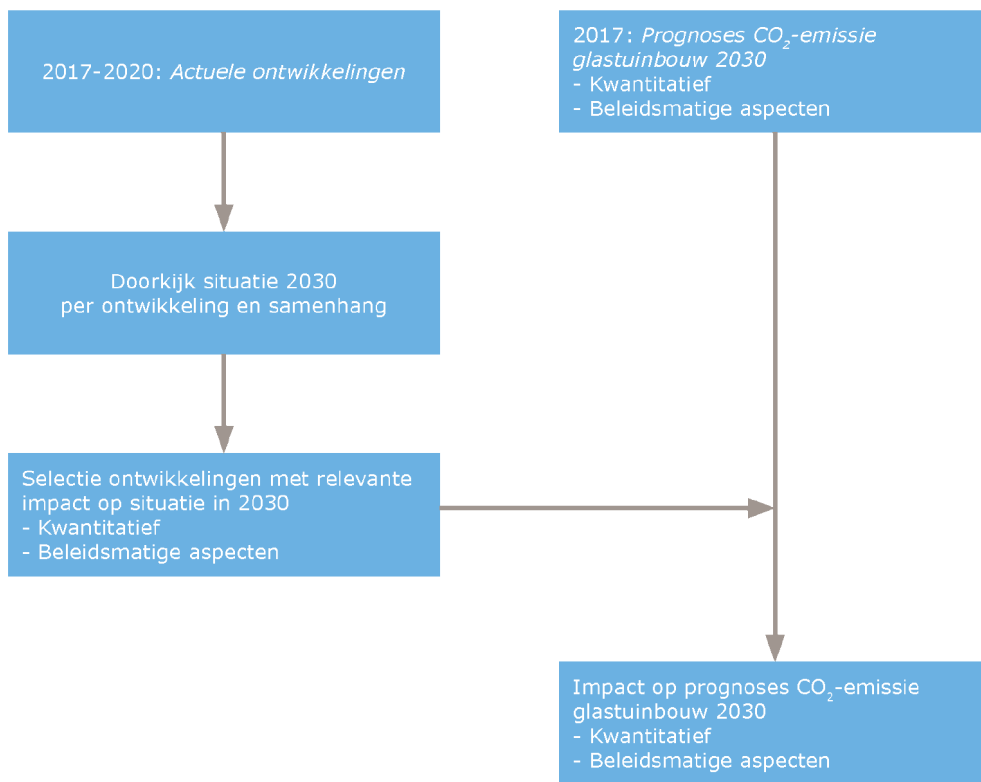 2017-2020: Actuele ontwikkelingen
Doorkijk situatie 2030
per ontwikkeling en samenhang
Selectie ontwikkelingen met relevante
impact op situatie in 2030
- Kwantitatief
- Beleidsmatige aspecten
2017: Prognoses CO₂-emissie
glastuinbouw 2030
- Kwantitatief
- Beleidsmatige aspecten
Impact op prognoses CO₂-emissie
glastuinbouw 2030
- Kwantitatief
- Beleidsmatige aspecten